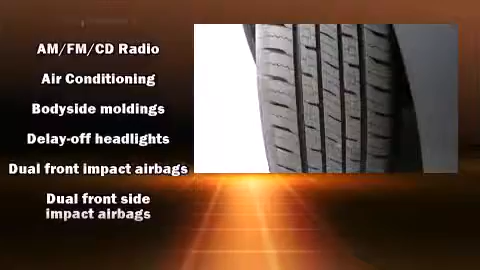 AM/FM/CD Radio
Air Conditioning
Bodyside moldings
Delay-off headlights
Dual front impact airbags
Dual front side
impact airbags